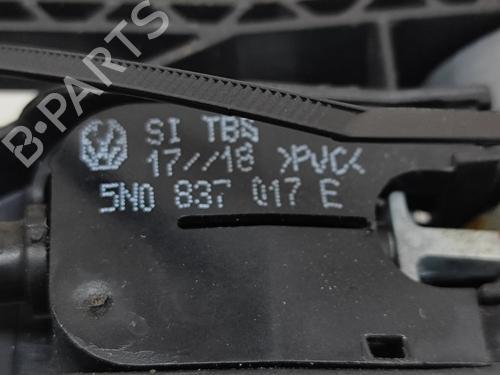 B-PARTS
SI TBS
17//18 >PVC<
5N0 837 017 E